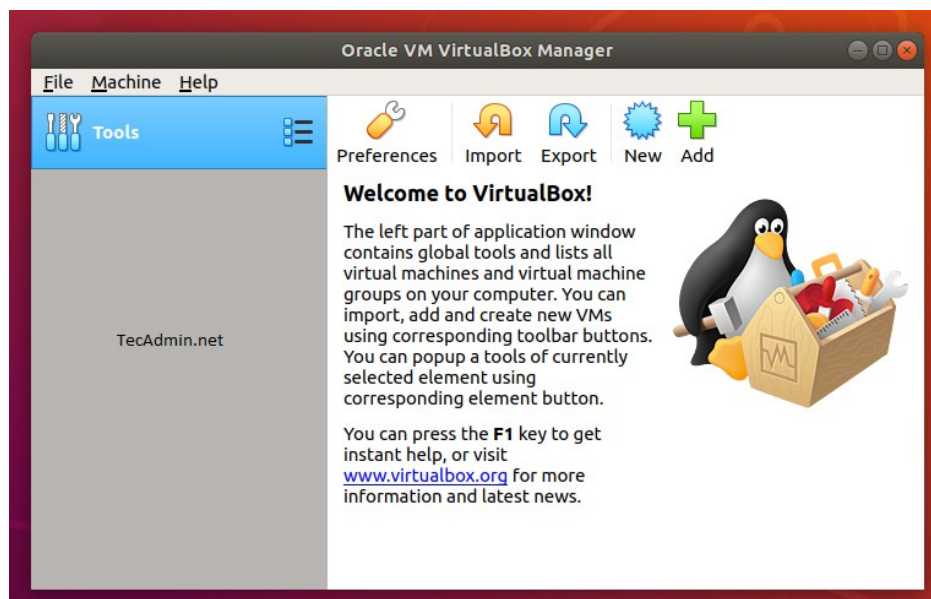 Oracle VM VirtualBox Manager
File Machine Help
Tools
Preferences Import Export New Add
Welcome to VirtualBox!
The left part of application window
contains global tools and lists all
virtual machines and virtual machine
groups on your computer. You can
import, add and create new VMs
using corresponding toolbar buttons.
You can popup a tools of currently
selected element using
corresponding element button.
You can press the F1 key to get
instant help, or visit
www.virtualbox.org for more
information and latest news.
TecAdmin.net